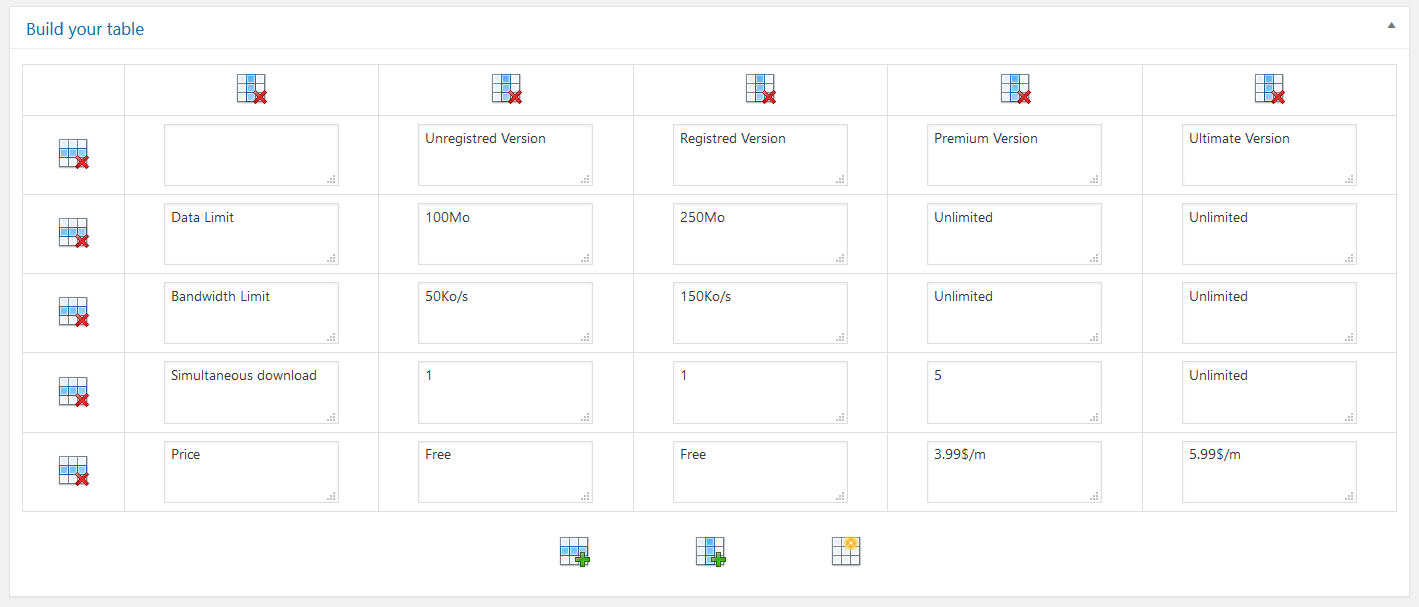 Build your table
Unregistred Version
Registred Version
Premium Version
Ultimate Version
Data Limit
100Mo
250Mo
Unlimited
Unlimited
Bandwidth Limit
50Ko/s
150Ko/s
Unlimited
Unlimited
Simultaneous download
1
1
5
Unlimited
Price
Free
Free
3.99$/m
5.99$/m